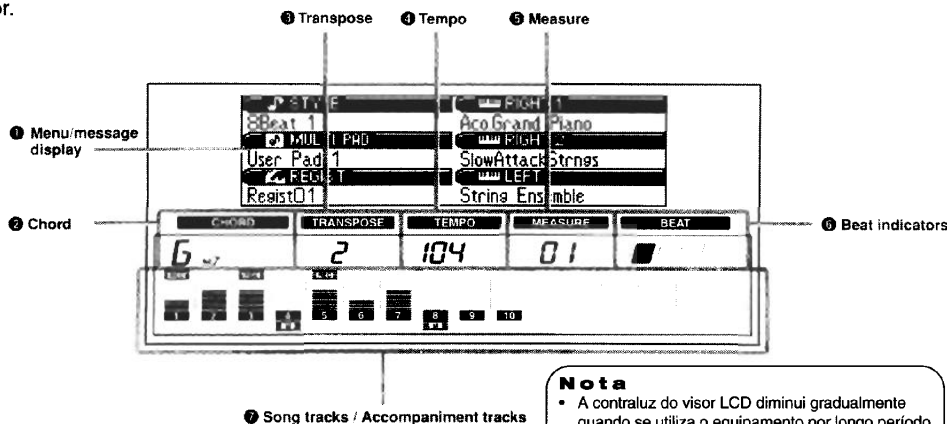 or.
❸ Transpose ❹ Tempo ❺ Measure
STYLE RIGHT 1
8Beat 1 Aco Grand Piano
❶ Menu/message
display
MULTI PAD RIGHT 2
User Pad 1 SlowAttackStrngs
REGIST LEFT
Regist01 String Ensemble
❷ Chord
CHORD TRANSPOSE TEMPO MEASURE BEAT
❻ Beat indicators
G 2 104 01
1 2 3 4 5 6 7 8 9 10
❼ Song tracks / Accompaniment tracks
Nota
• A contraluz do visor LCD diminui gradualmente
quando se utiliza o equipamento por longo período